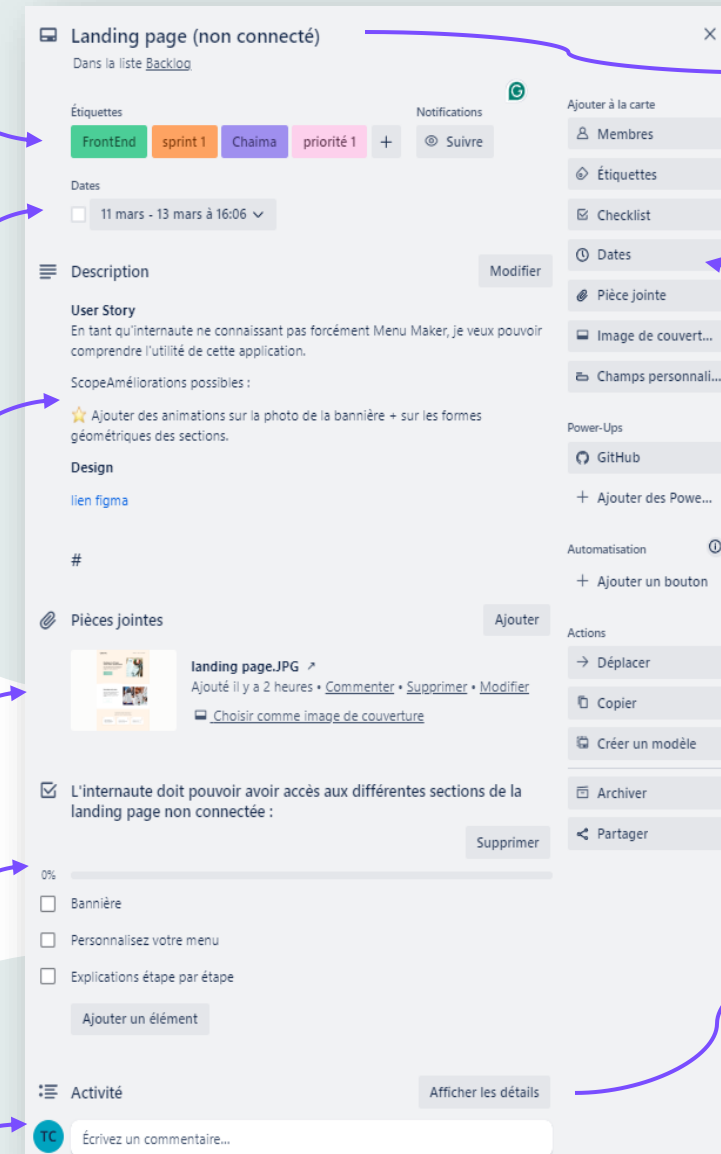 Landing page (non connecté)
Dans la liste Backlog
Étiquettes
Notifications
FrontEnd
sprint 1
Chaima
priorité 1
+
Suivre
Dates
11 mars - 13 mars à 16:06
Description
Modifier
User Story
En tant qu'internaute ne connaissant pas forcément Menu Maker, je veux pouvoir
comprendre l'utilité de cette application.
ScopeAméliorations possibles :
Ajouter des animations sur la photo de la bannière + sur les formes
géométriques des sections.
Design
lien figma
#
Pièces jointes
Ajouter
landing page.JPG ↗
Ajouté il y a 2 heures • Commenter • Supprimer • Modifier
Choisir comme image de couverture
L'internaute doit pouvoir avoir accès aux différentes sections de la
landing page non connectée :
Supprimer
0%
Bannière
Personnalisez votre menu
Explications étape par étape
Ajouter un élément
Activité
Afficher les détails
TC
Écrivez un commentaire...
Ajouter à la carte
Membres
Étiquettes
Checklist
Dates
Pièce jointe
Image de couvert...
Champs personnali...
Power-Ups
GitHub
+ Ajouter des Powe...
Automatisation
+ Ajouter un bouton
Actions
→ Déplacer
Copier
Créer un modèle
Archiver
Partager